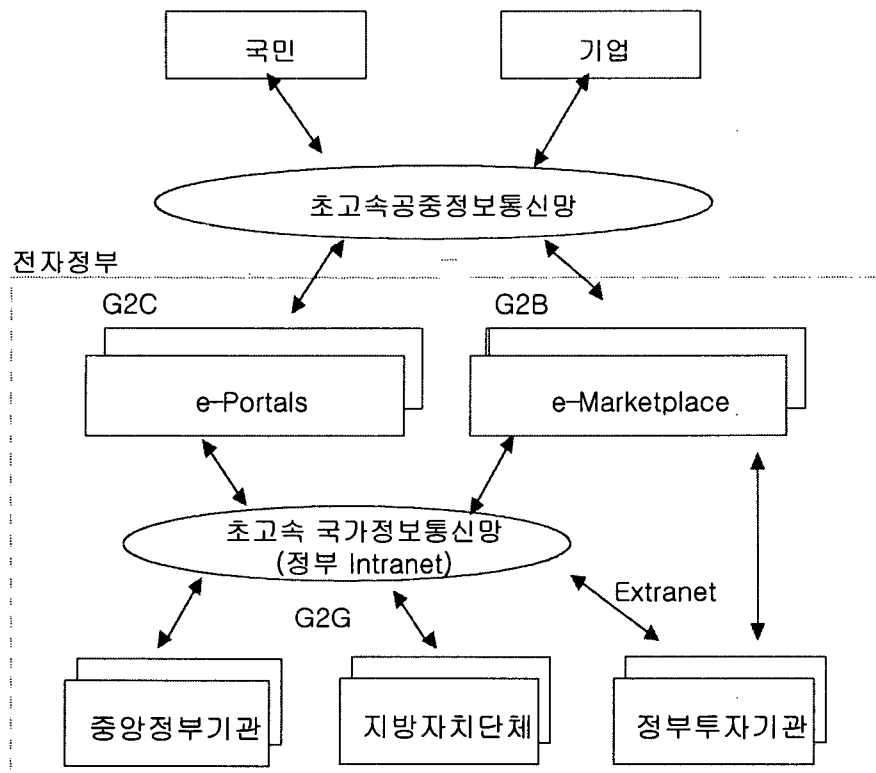 국민
기업
초고속공중정보통신망
전자정부
G2C
G2B
e-Portals
e-Marketplace
초고속 국가정보통신망
(정부 Intranet)
Extranet
G2G
중앙정부기관
지방자치단체
정부투자기관